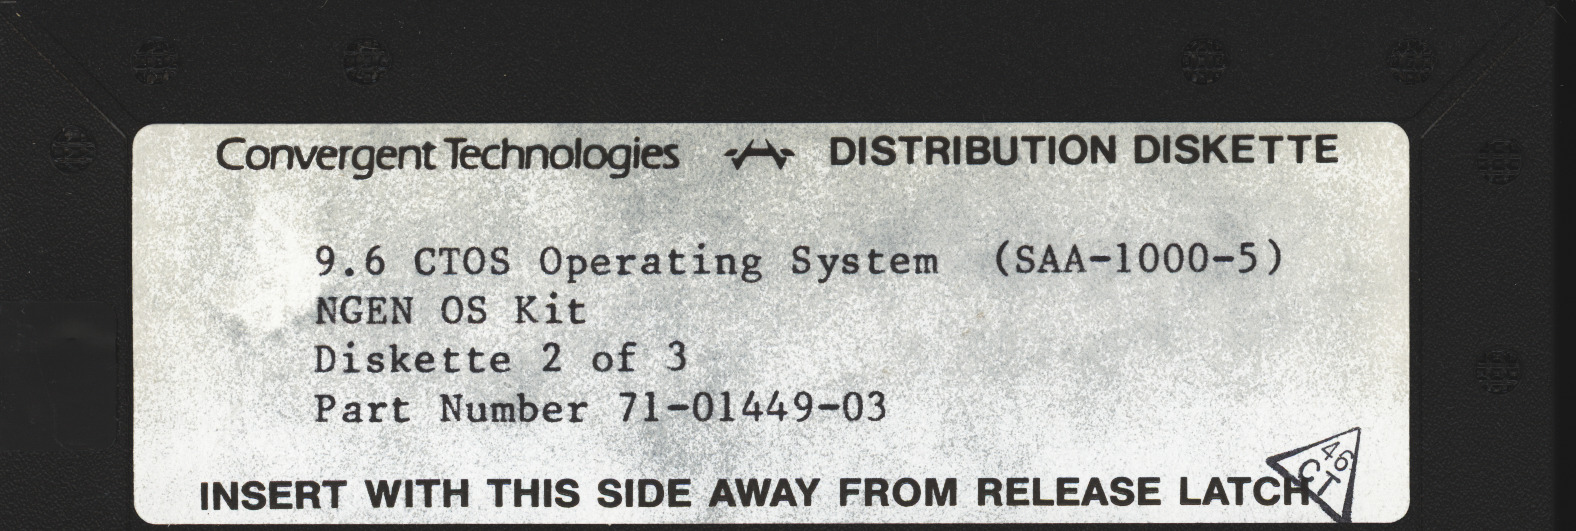 Convergent Technologies DISTRIBUTION DISKETTE
9.6 CTOS Operating System (SAA-1000-5)
NGEN OS Kit
Diskette 2 of 3
Part Number 71-01449-03
INSERT WITH THIS SIDE AWAY FROM RELEASE LATCH
46
CIT